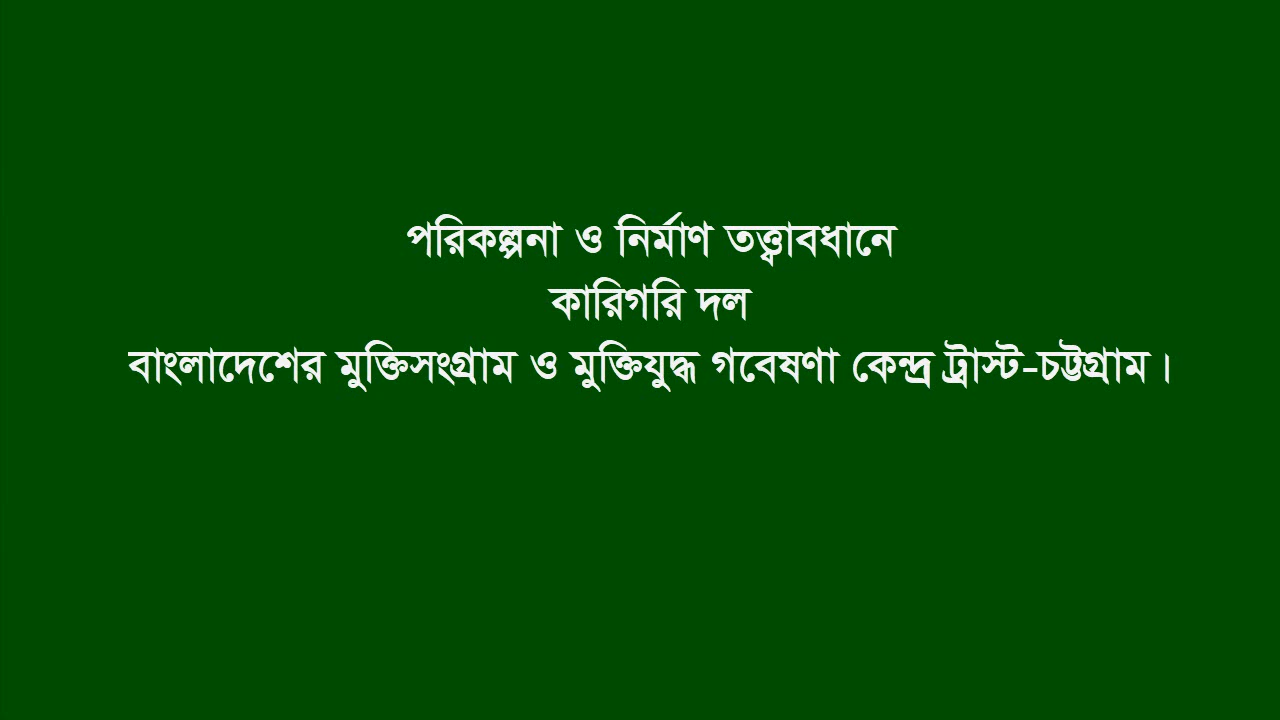 পরিকল্পনা ও নির্মাণ তত্ত্বাবধানে
কারিগরি দল
বাংলাদেশের মুক্তিসংগ্রাম ও মুক্তিযুদ্ধ গবেষণা কেন্দ্র ট্রাস্ট-চট্টগ্রাম।